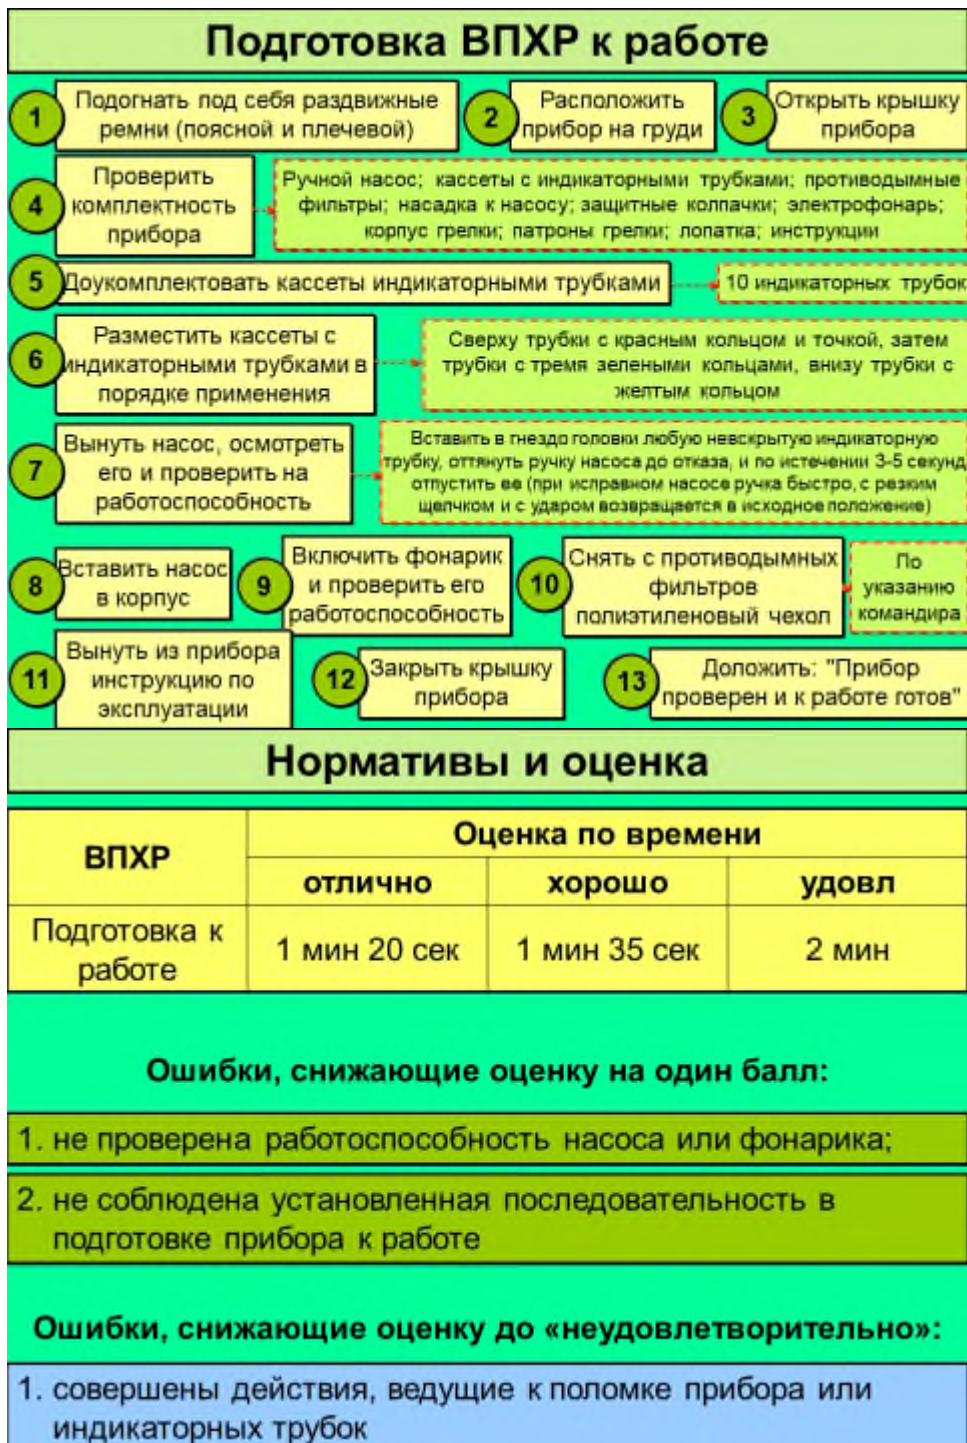 Подготовка ВПХР к работе
1
Подогнать под себя раздвижные
ремни (поясной и плечевой)
2
Расположить
прибор на груди
3
Открыть крышку
прибора
4
Проверить
комплектность
прибора
Ручной насос; кассеты с индикаторными трубками; противодымные
фильтры; насадка к насосу; защитные колпачки; электрофонарь;
корпус грелки; патроны грелки; лопатка; инструкции
5
Доукомплектовать кассеты индикаторными трубками
10 индикаторных трубок
6
Разместить кассеты с
индикаторными трубками в
порядке применения
Сверху трубки с красным кольцом и точкой, затем
трубки с тремя зелеными кольцами, внизу трубки с
желтым кольцом
7
Вынуть насос, осмотреть
его и проверить на
работоспособность
Вставить в гнездо головки любую невскрытую индикаторную
трубку, оттянуть ручку насоса до отказа, и по истечении 3-5 секунд
отпустить ее (при исправном насосе ручка быстро, с резким
щелчком и с ударом возвращается в исходное положение)
8
Вставить насос
в корпус
9
Включить фонарик
и проверить его
работоспособность
10
Снять с противодымных
фильтров
полиэтиленовый чехол
По
указанию
командира
11
Вынуть из прибора
инструкцию по
эксплуатации
12
Закрыть крышку
прибора
13
Доложить: "Прибор
проверен и к работе готов"
Нормативы и оценка
ВПХР
Оценка по времени
отлично хорошо удовл
Подготовка к
работе
1 мин 20 сек 1 мин 35 сек 2 мин
Ошибки, снижающие оценку на один балл:
1. не проверена работоспособность насоса или фонарика;
2. не соблюдена установленная последовательность в
подготовке прибора к работе
Ошибки, снижающие оценку до «неудовлетворительно»:
1. совершены действия, ведущие к поломке прибора или
индикаторных трубок